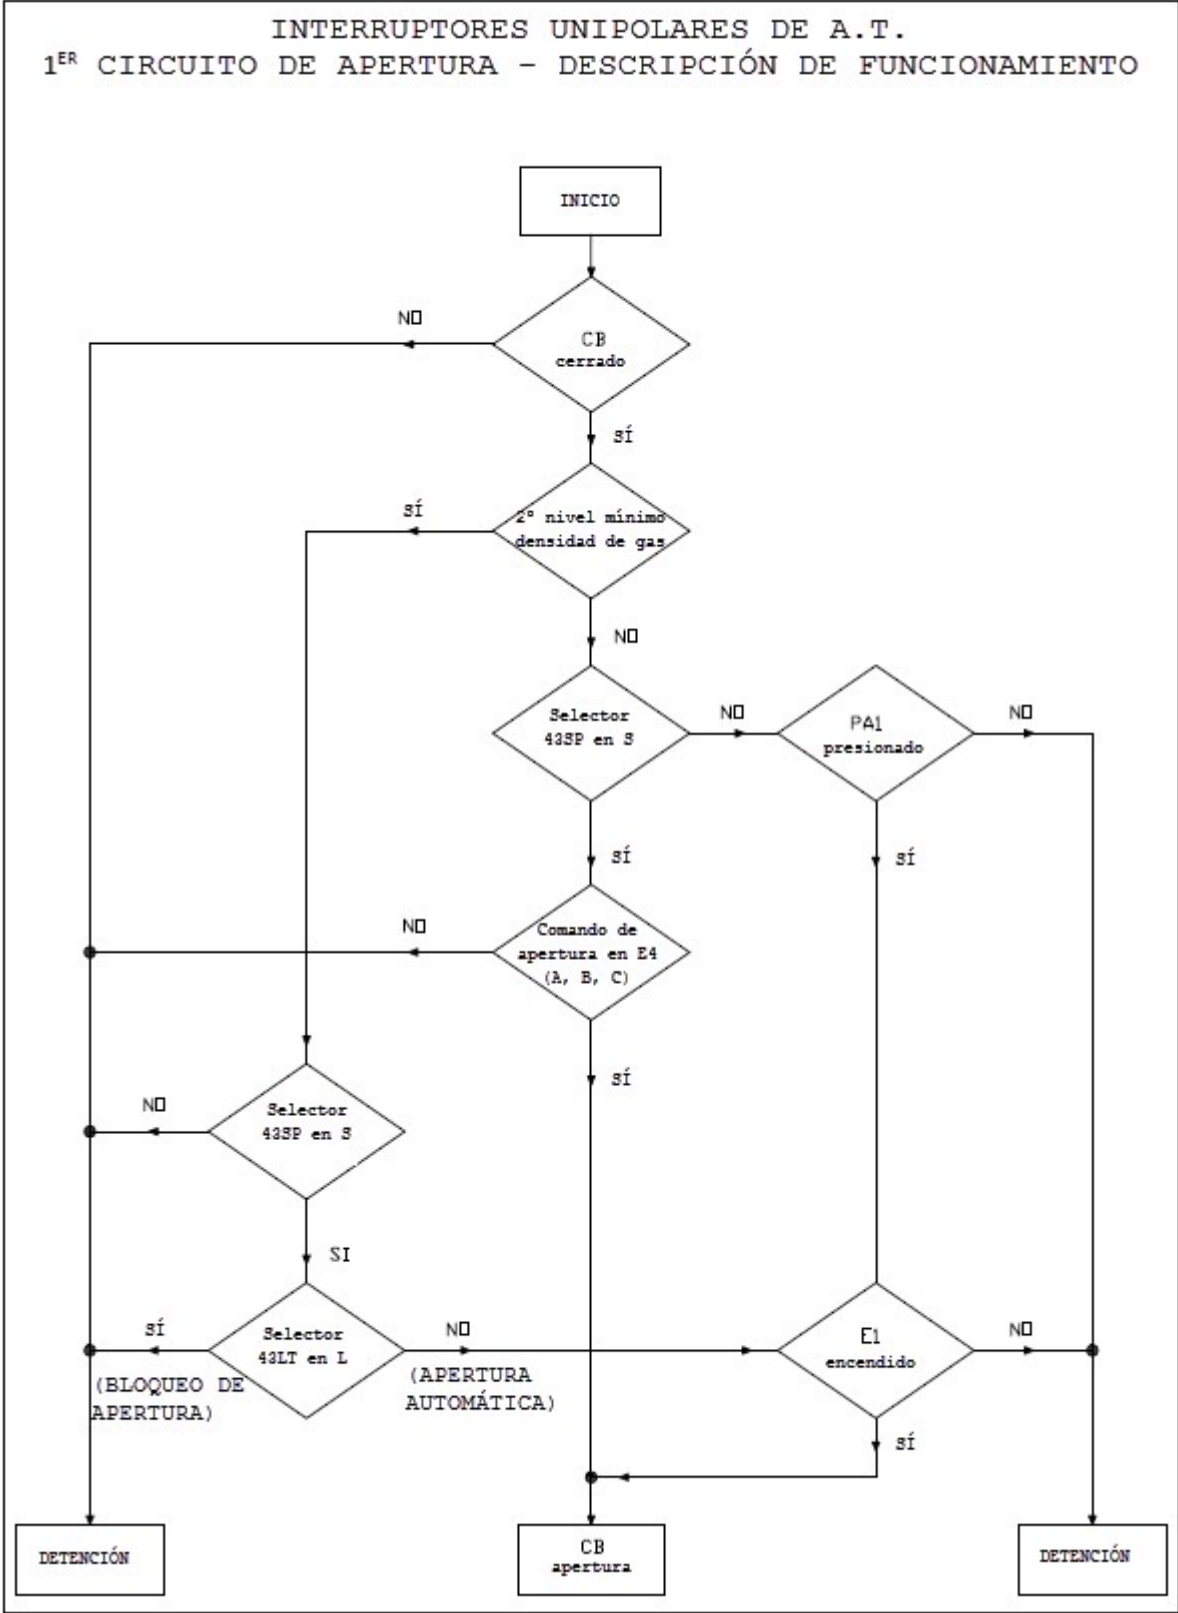 INTERRUPTORES UNIPOLARES DE A.T.
1ER CIRCUITO DE APERTURA – DESCRIPCIÓN DE FUNCIONAMIENTO
INICIO
NO
CB
cerrado
SÍ
SÍ
2º nivel mínimo
densidad de gas
NO
Selector
43SP en S
NO
PA1
presionado
NO
SÍ
SÍ
NO
Comando de
apertura en E4
(A, B, C)
SÍ
NO
Selector
43SP en S
SI
SÍ
Selector
43LT en L
NO
E1
encendido
NO
(BLOQUEO DE
APERTURA)
(APERTURA
AUTOMÁTICA)
SÍ
DETENCIÓN
CB
apertura
DETENCIÓN